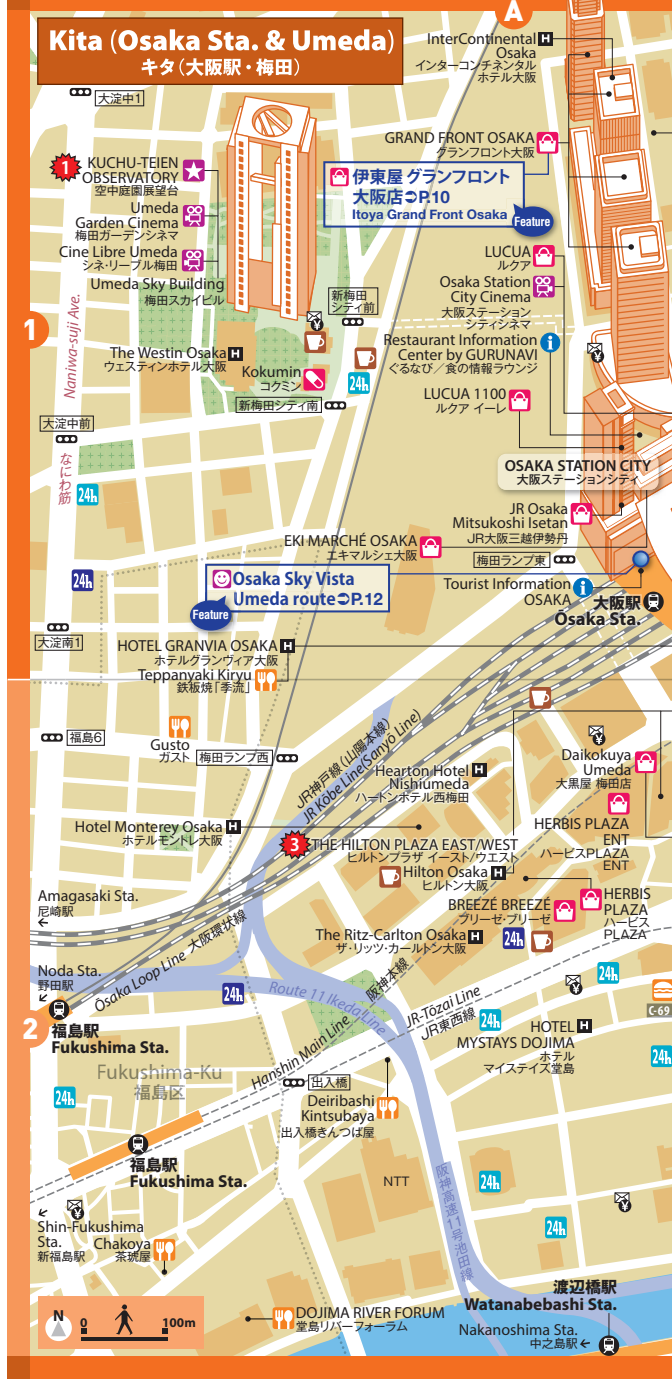 A
Kita (Osaka Sta. & Umeda)
キタ(大阪駅・梅田)
InterContinental
Osaka
インターコンチネンタル
ホテル大阪
大淀中1
GRAND FRONT OSAKA
グランフロント大阪
1
KUCHU-TEIEN
OBSERVATORY
空中庭園展望台
伊東屋 グランフロント
大阪店➲P.10
Itoya Grand Front Osaka
Feature
Umeda
Garden Cinema
梅田ガーデンシネマ
Cine Libre Umeda
シネ・リーブル梅田
Umeda Sky Building
梅田スカイビル
LUCUA
ルクア
Osaka Station
City Cinema
大阪ステーション
シティシネマ
新梅田
シティ前
1
Naniwa-suji Ave.
The Westin Osaka
ウェスティンホテル大阪
Restaurant Information
Center by GURUNAVI
ぐるなび／食の情報ラウンジ
Kokumin
コクミン
24h
新梅田シティ南
LUCUA 1100
ルクア イーレ
大淀中前
なにわ筋
24h
OSAKA STATION CITY
大阪ステーションシティ
JR Osaka
Mitsukoshi Isetan
JR大阪三越伊勢丹
EKI MARCHÉ OSAKA
エキマルシェ大阪
梅田ランプ東
24h
Osaka Sky Vista
Umeda route➲P.12
Feature
Tourist Information
OSAKA
大阪駅
Ōsaka Sta.
大淀南1
HOTEL GRANVIA OSAKA
ホテルグランヴィア大阪
Teppanyaki Kiryu
鉄板焼「季流」
福島6
Gusto
ガスト
梅田ランプ西
JR神戸線(山陽本線)
JR Kōbe Line(Sanyō Line)
Hearton Hotel
Nishiumeda
ハートンホテル西梅田
Daikokuya
Umeda
大黒屋 梅田店
HERBIS PLAZA
ENT
ハービスPLAZA
ENT
Hotel Monterey Osaka
ホテルモントレ大阪
3
THE HILTON PLAZA EAST/WEST
ヒルトンプラザ イースト/ウエスト
Hilton Osaka
ヒルトン大阪
Amagasaki Sta.
尼崎駅
BREEZÉ BREEZÉ
ブリーゼ・ブリーゼ
HERBIS
PLAZA
ハービス
PLAZA
The Ritz-Carlton Osaka
ザ・リッツ・カールトン大阪
24h
Ōsaka Loop Line 大阪環状線
Noda Sta.
野田駅
24h
Route 11 Ikeda Line
阪神本線
Hanshin Main Line
JR-Tōzai Line
JR東西線
24h
24h
C-69
2
福島駅
Fukushima Sta.
HOTEL
MYSTAYS DOJIMA
ホテル
マイステイズ堂島
24h
Fukushima-Ku
福島区
24h
出入橋
Deiribashi
Kintsubaya
出入橋きんつば屋
福島駅
Fukushima Sta.
NTT
阪神高速11号池田線
24h
24h
Shin-Fukushima
Sta.
新福島駅
Chakoya
茶琥屋
渡辺橋駅
Watanabebashi Sta.
N
0
100m
DOJIMA RIVER FORUM
堂島リバーフォーラム
Nakanoshima Sta.
中之島駅